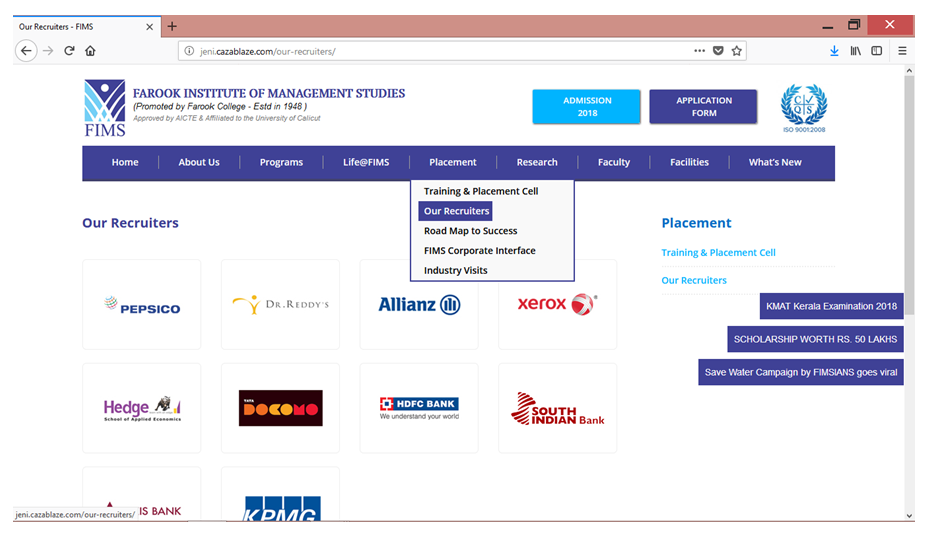 Our Recruiters - FIMS
jeni.cazablaze.com/our-recruiters/
FAROOK INSTITUTE OF MANAGEMENT STUDIES
(Promoted by Farook College - Estd in 1948 )
Approved by AICTE & Affiliated to the University of Calicut
FIMS
ADMISSION
2018
APPLICATION
FORM
CVS
QIS
ISO 9001:2008
Home About Us Programs Life@FIMS Placement Research Faculty Facilities What's New
Training & Placement Cell
Our Recruiters
Road Map to Success
FIMS Corporate Interface
Industry Visits
Our Recruiters
PEPSICO
DR.REDDY'S
Allianz
xerox
Hedge
School of Applied Economics
TATA
DOCOMO
HDFC BANK
We understand your world
SOUTH
INDIAN Bank
IS BANK
KPMG
Placement
Training & Placement Cell
Our Recruiters
KMAT Kerala Examination 2018
SCHOLARSHIP WORTH RS. 50 LAKHS
Save Water Campaign by FIMSIANS goes viral
jeni.cazablaze.com/our-recruiters/